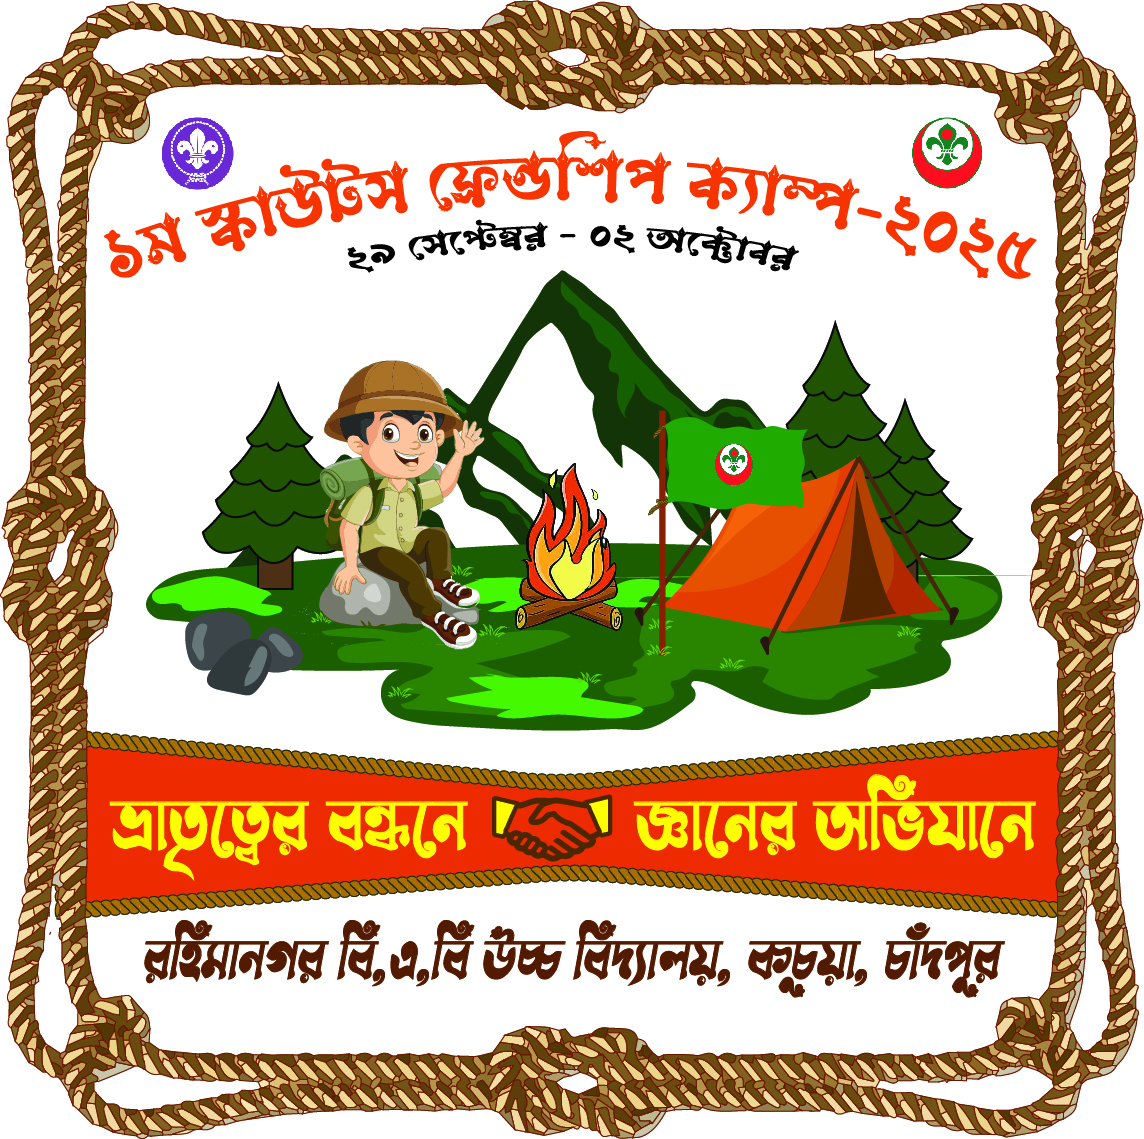 ১ম স্কাউটস ফ্রেন্ডশিপ ক্যাম্প-২০২৫
২৯ সেপ্টেম্বর - ০২ অক্টোবর
ভ্রাতৃত্বের বন্ধনে জ্ঞানের অভিযানে
রহিমানগর বি,এ,বি উচ্চ বিদ্যালয়, কচুয়া, চাঁদপুর